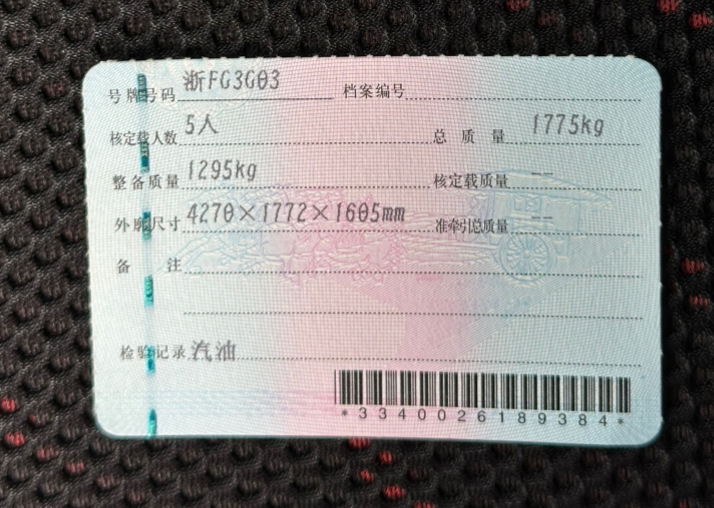 号牌号码 浙FG3G03 档案编号
核定载人数 5人 总质量 1775kg
整备质量 1295kg 核定载质量 --
外廓尺寸 4270×1772×1605mm 准牵引总质量 --
备注
检验记录 汽油
*3340026189384*